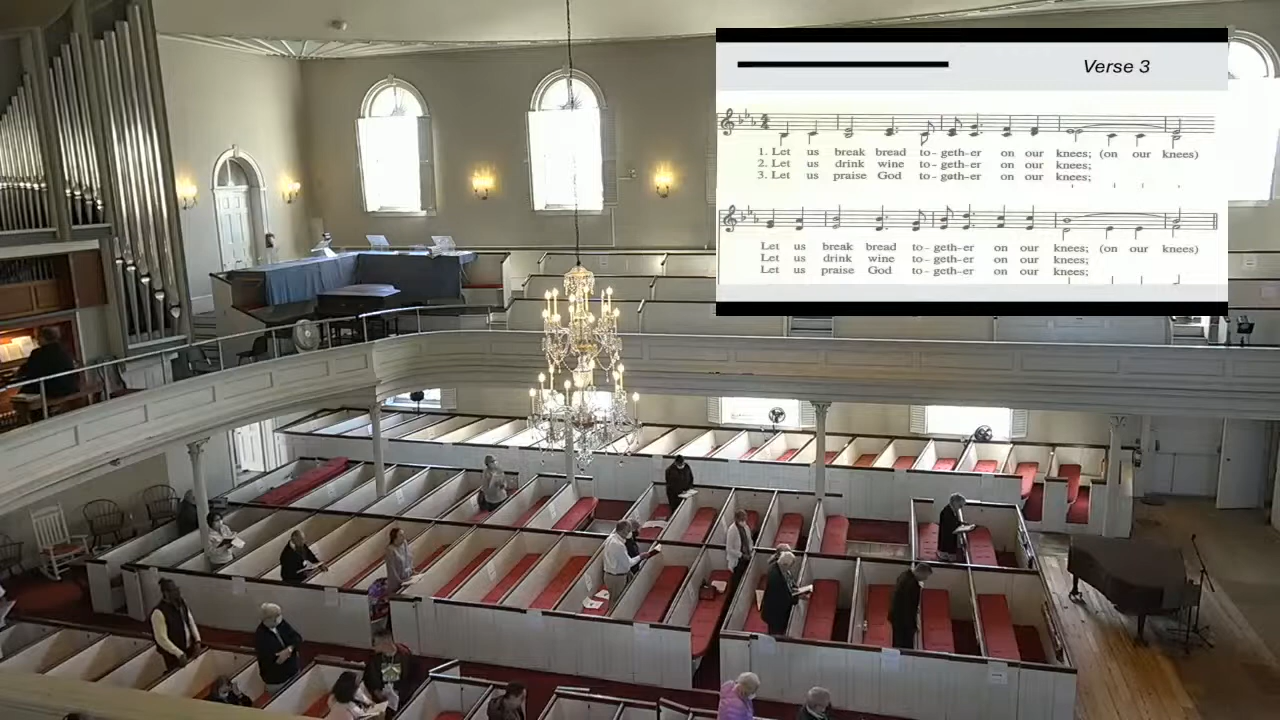 Verse 3
1. Let us break bread to - geth-er on our knees; (on our knees)
2. Let us drink wine to - geth-er on our knees;
3. Let us praise God to - geth-er on our knees;
Let us break bread to - geth-er on our knees; (on our knees)
Let us drink wine to - geth-er on our knees;
Let us praise God to - geth-er on our knees;